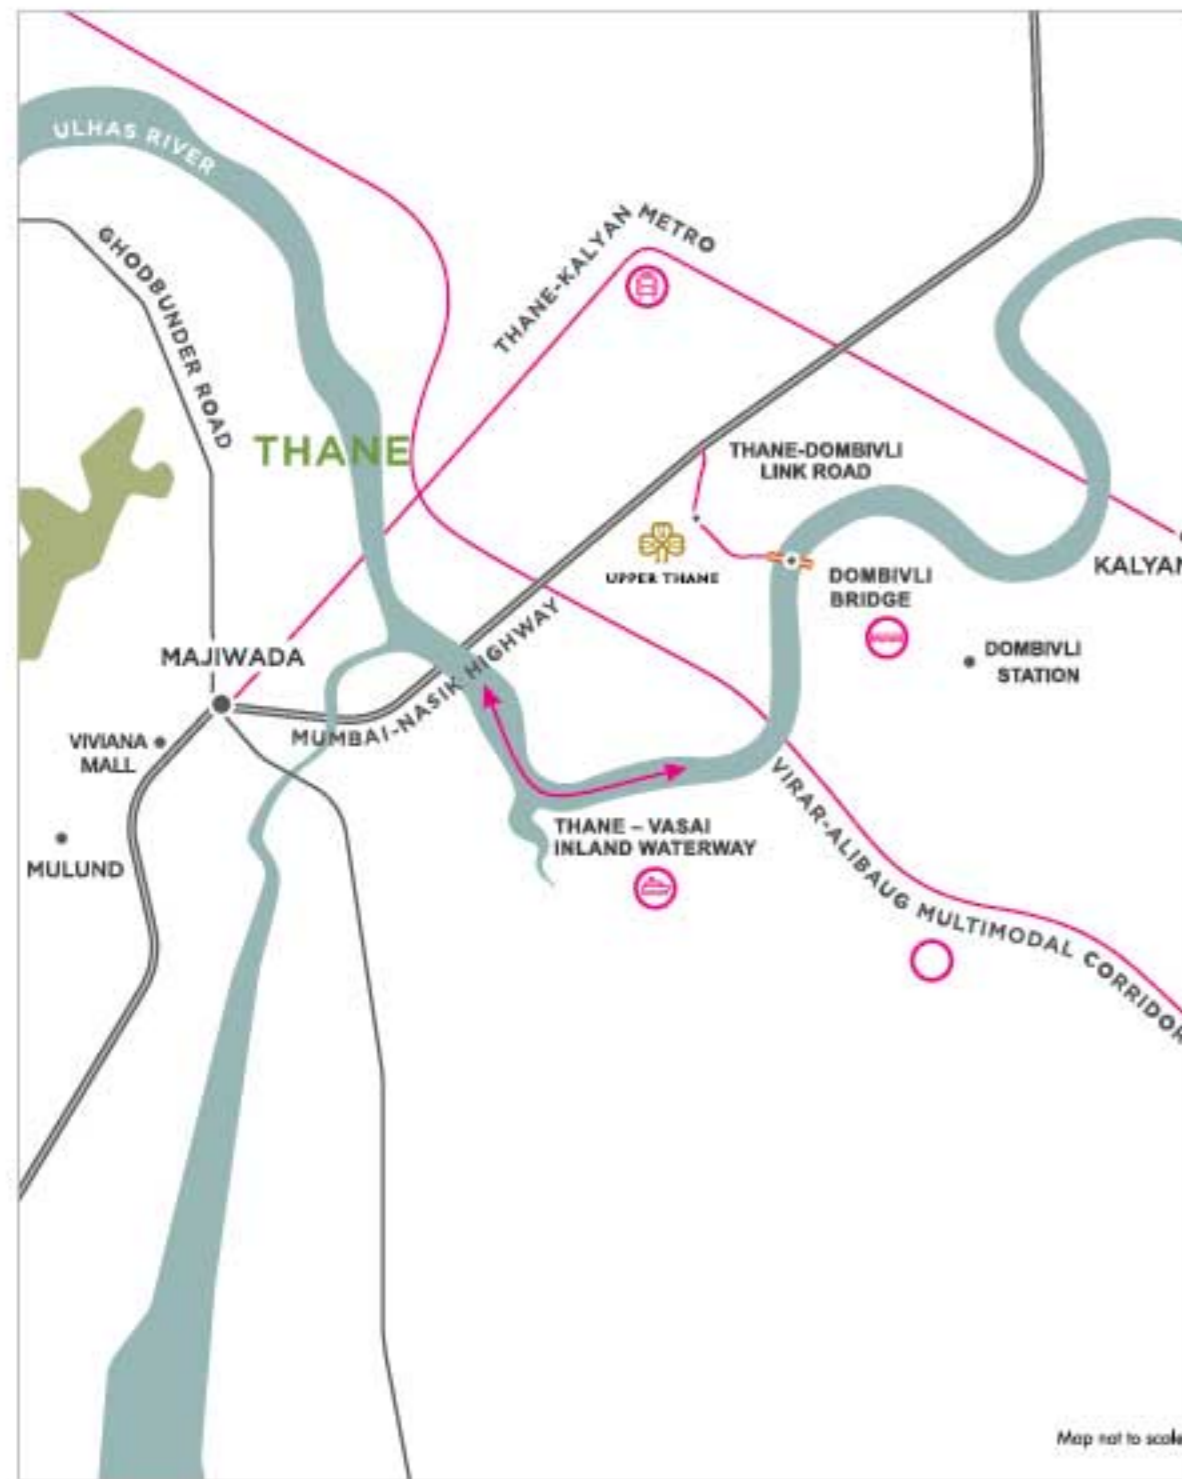 ULHAS RIVER
GHODBUNDER ROAD
THANE-KALYAN METRO
THANE
THANE-DOMBIVLI
LINK ROAD
UPPER THANE
DOMBIVLI
BRIDGE
KALYAN
DOMBIVLI
STATION
MAJIWADA
MUMBAI-NASIK HIGHWAY
VIVIANA
MALL
MULUND
THANE – VASAI
INLAND WATERWAY
VIRAR-ALIBAUG MULTIMODAL CORRIDOR
Map not to scale